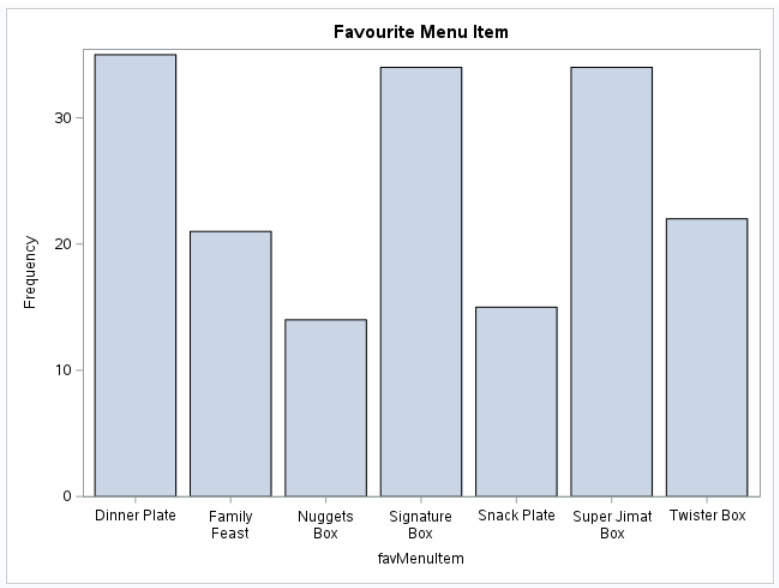 Favourite Menu Item
30
20
10
0
Frequency
Dinner Plate
Family
Feast
Nuggets
Box
Signature
Box
Snack Plate
Super Jimat
Box
Twister Box
favMenuItem